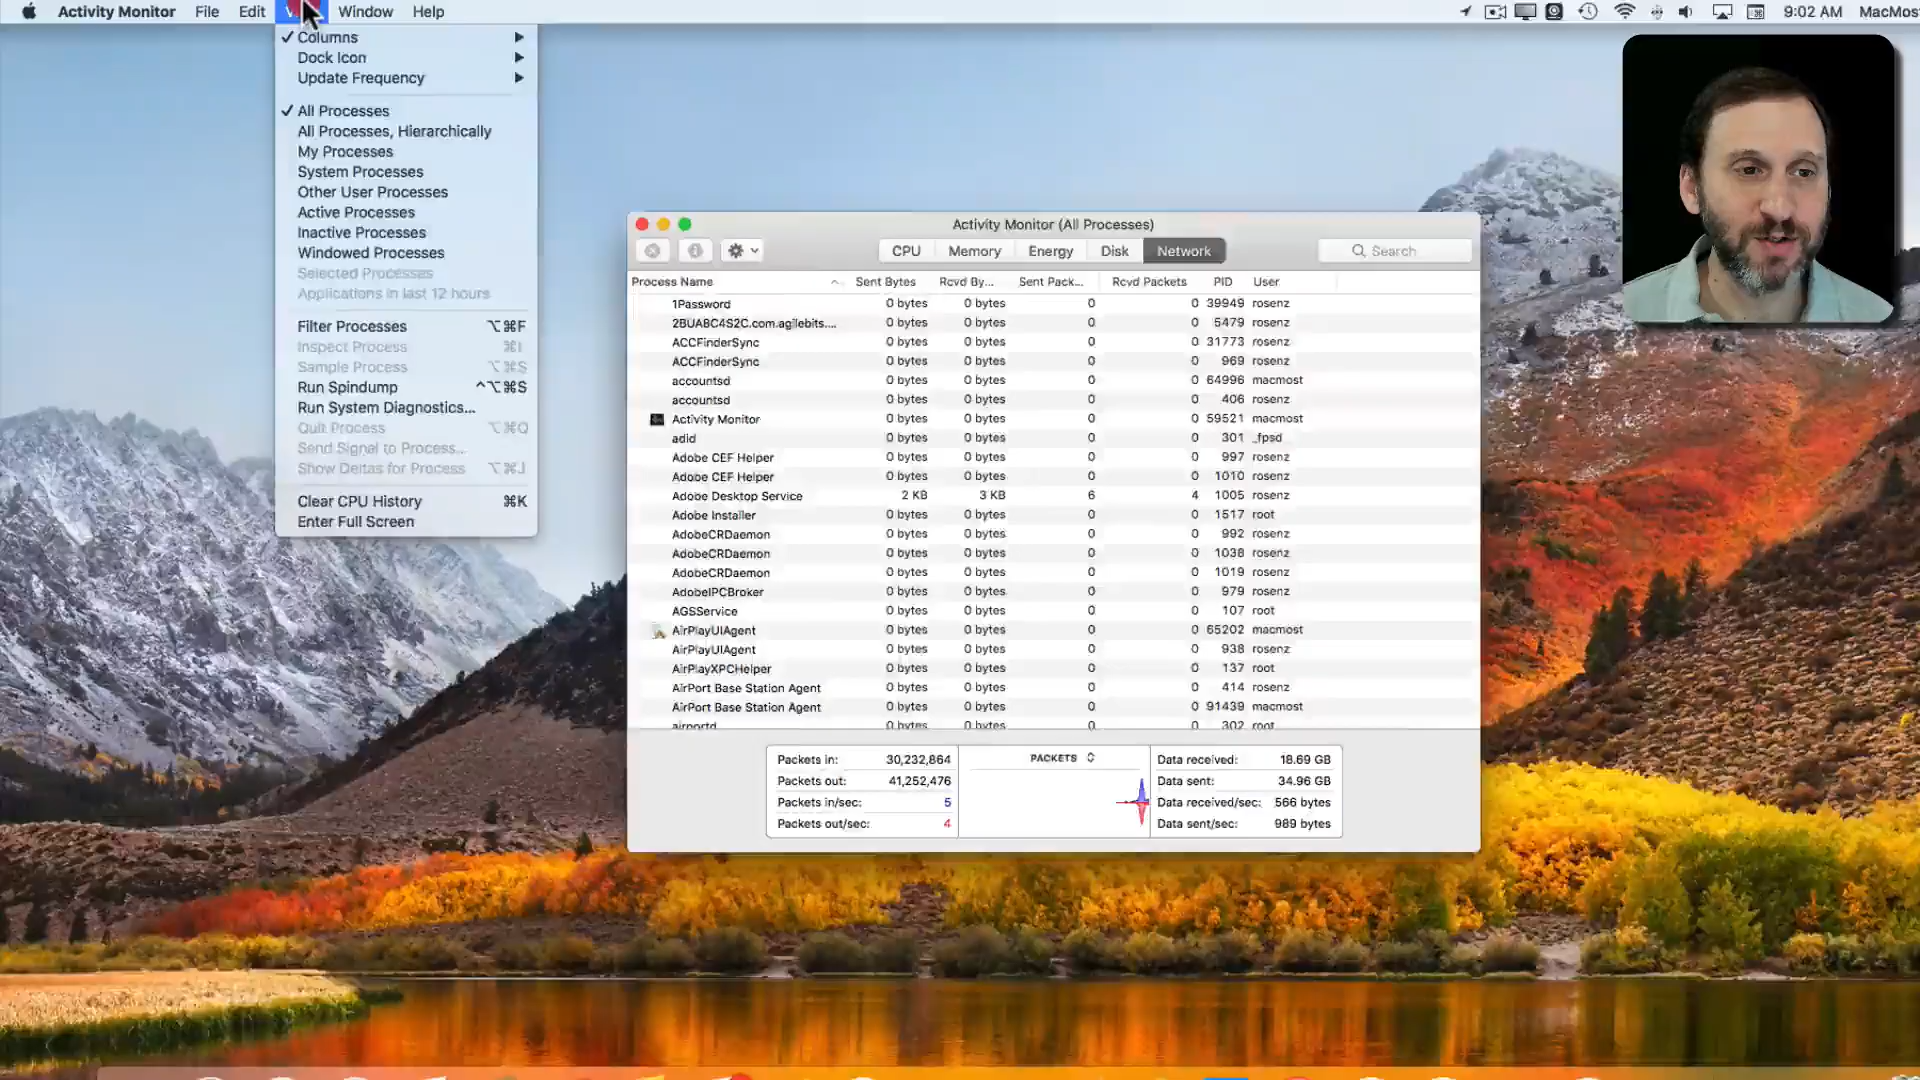 Activity Monitor File Edit Window Help 9:02 AM MacMos
✓ Columns ▶
Dock Icon ▶
Update Frequency ▶
✓ All Processes
All Processes, Hierarchically
My Processes
System Processes
Other User Processes
Active Processes
Inactive Processes
Windowed Processes
Selected Processes
Applications in last 12 hours
Filter Processes ⌥⌘F
Inspect Process ⌘I
Sample Process ⌥⌘S
Run Spindump ^⌥⌘S
Run System Diagnostics...
Quit Process ⌥⌘Q
Send Signal to Process...
Show Deltas for Process ⌥⌘J
Clear CPU History ⌘K
Enter Full Screen
Activity Monitor (All Processes)
CPU Memory Energy Disk Network Search
Process Name Sent Bytes Rcvd By... Sent Pack... Rcvd Packets PID User
1Password 0 bytes 0 bytes 0 0 39949 rosenz
2BUA8C4S2C.com.agilebits.... 0 bytes 0 bytes 0 0 5479 rosenz
ACCFinderSync 0 bytes 0 bytes 0 0 31773 rosenz
ACCFinderSync 0 bytes 0 bytes 0 0 969 rosenz
accountsd 0 bytes 0 bytes 0 0 64996 macmost
accountsd 0 bytes 0 bytes 0 0 406 rosenz
Activity Monitor 0 bytes 0 bytes 0 0 59521 macmost
adid 0 bytes 0 bytes 0 0 301 _fpsd
Adobe CEF Helper 0 bytes 0 bytes 0 0 997 rosenz
Adobe CEF Helper 0 bytes 0 bytes 0 0 1010 rosenz
Adobe Desktop Service 2 KB 3 KB 6 4 1005 rosenz
Adobe Installer 0 bytes 0 bytes 0 0 1517 root
AdobeCRDaemon 0 bytes 0 bytes 0 0 992 rosenz
AdobeCRDaemon 0 bytes 0 bytes 0 0 1038 rosenz
AdobeCRDaemon 0 bytes 0 bytes 0 0 1019 rosenz
AdobeIPCBroker 0 bytes 0 bytes 0 0 979 rosenz
AGSService 0 bytes 0 bytes 0 0 107 root
AirPlayUIAgent 0 bytes 0 bytes 0 0 65202 macmost
AirPlayUIAgent 0 bytes 0 bytes 0 0 938 rosenz
AirPlayXPCHelper 0 bytes 0 bytes 0 0 137 root
AirPort Base Station Agent 0 bytes 0 bytes 0 0 414 rosenz
AirPort Base Station Agent 0 bytes 0 bytes 0 0 91439 macmost
airportd 0 bytes 0 bytes 0 0 302 root
Packets in: 30,232,864 PACKETS Data received: 18.69 GB
Packets out: 41,252,476 Data sent: 34.96 GB
Packets in/sec: 5 Data received/sec: 566 bytes
Packets out/sec: 4 Data sent/sec: 989 bytes